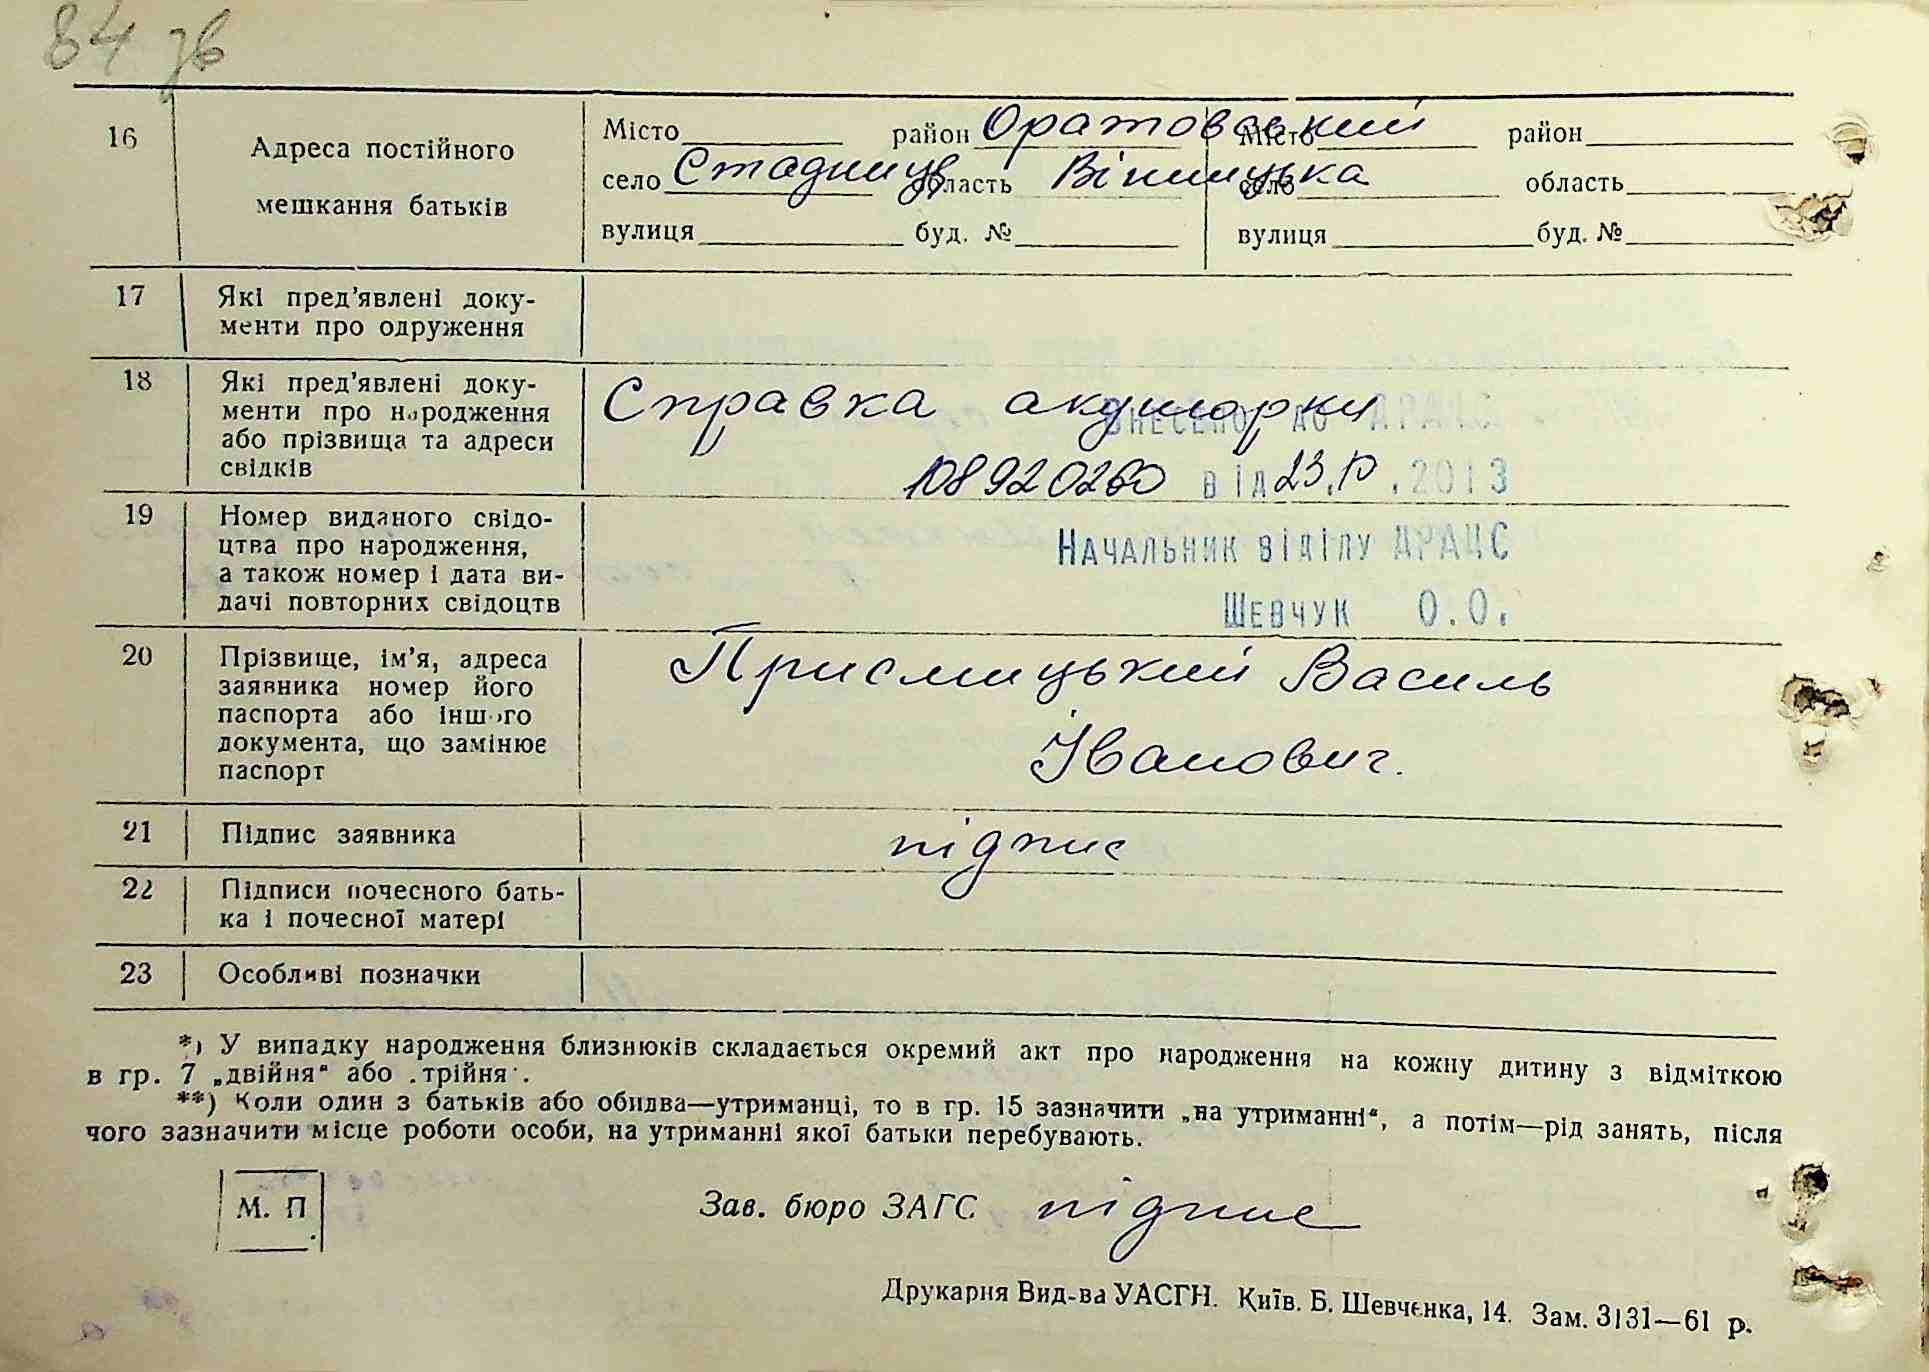 84 зв
16 Адреса постійного мешкання батьків
Місто район Оратовський
село Стадниця область Вінницька
вулиця буд. №
Місто район
село область
вулиця буд. №
17 Які пред'явлені доку-
менти про одруження
18 Які пред'явлені доку-
менти про народження
або прізвища та адреси
свідків
Справка акушорки
ВНЕСЕНО ДО ДРАЦС
108920260 від 23.10.2013
19 Номер виданого свідо-
цтва про народження,
а також номер і дата ви-
дачі повторних свідоцтв
НАЧАЛЬНИК ВІДІЛУ ДРАЦС
ШЕВЧУК О.О.
20 Прізвище, ім'я, адреса
заявника номер його
паспорта або іншого
документа, що замінює
паспорт
Василь
Іванович.
21 Підпис заявника підпис
22 Підписи почесного бать-
ка і почесної матері
23 Особливі позначки
*) У випадку народження близнюків складається окремий акт про народження на кожну дитину з відміткою
в гр. 7 „двійня“ або „трійня“.
**) Коли один з батьків або обидва—утриманці, то в гр. 15 зазначити „на утриманні“, а потім—рід занять, після
чого зазначити місце роботи особи, на утриманні якої батьки перебувають.
М. П.
Зав. бюро ЗАГС підпис
Друкарня Вид-ва УАСГН. Київ. Б. Шевченка, 14. Зам. 3131—61 р.